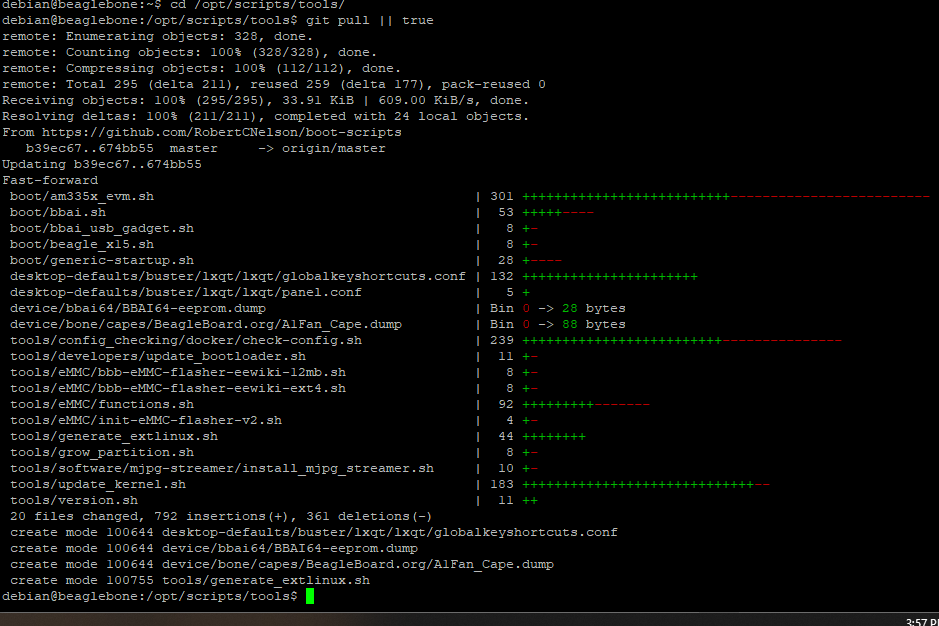 debian@beaglebone:~$ cd /opt/scripts/tools/
debian@beaglebone:/opt/scripts/tools$ git pull || true
remote: Enumerating objects: 328, done.
remote: Counting objects: 100% (328/328), done.
remote: Compressing objects: 100% (112/112), done.
remote: Total 295 (delta 211), reused 259 (delta 177), pack-reused 0
Receiving objects: 100% (295/295), 33.91 KiB | 609.00 KiB/s, done.
Resolving deltas: 100% (211/211), completed with 24 local objects.
From https://github.com/RobertCNelson/boot-scripts
   b39ec67..674bb55  master     -> origin/master
Updating b39ec67..674bb55
Fast-forward
 boot/am335x_evm.sh                                       | 301 ++++++++++++++++++++++++++-------------------------
 boot/bbai.sh                                             |  53 +++++----
 boot/bbai_usb_gadget.sh                                  |   8 +-
 boot/beagle_x15.sh                                       |   8 +-
 boot/generic-startup.sh                                  |  28 +----
 desktop-defaults/buster/lxqt/lxqt/globalkeyshortcuts.conf | 132 ++++++++++++++++++++++
 desktop-defaults/buster/lxqt/lxqt/panel.conf             |   5 +
 device/bbai64/BBAI64-eeprom.dump                         | Bin 0 -> 28 bytes
 device/bone/capes/BeagleBoard.org/A1Fan_Cape.dump        | Bin 0 -> 88 bytes
 tools/config_checking/docker/check-config.sh             | 239 +++++++++++++++++++++++++---------------
 tools/developers/update_bootloader.sh                    |  11 +-
 tools/eMMC/bbb-eMMC-flasher-eewiki-12mb.sh               |   8 +-
 tools/eMMC/bbb-eMMC-flasher-eewiki-ext4.sh               |   8 +-
 tools/eMMC/functions.sh                                  |  92 +++++++++-------
 tools/eMMC/init-eMMC-flasher-v2.sh                       |   4 +-
 tools/generate_extlinux.sh                               |  44 ++++++++
 tools/grow_partition.sh                                  |   8 +-
 tools/software/mjpg-streamer/install_mjpg_streamer.sh    |  10 +-
 tools/update_kernel.sh                                   | 183 +++++++++++++++++++++++++++++--
 tools/version.sh                                         |  11 ++
 20 files changed, 792 insertions(+), 361 deletions(-)
 create mode 100644 desktop-defaults/buster/lxqt/lxqt/globalkeyshortcuts.conf
 create mode 100644 device/bbai64/BBAI64-eeprom.dump
 create mode 100644 device/bone/capes/BeagleBoard.org/A1Fan_Cape.dump
 create mode 100755 tools/generate_extlinux.sh
debian@beaglebone:/opt/scripts/tools$
3:57 P